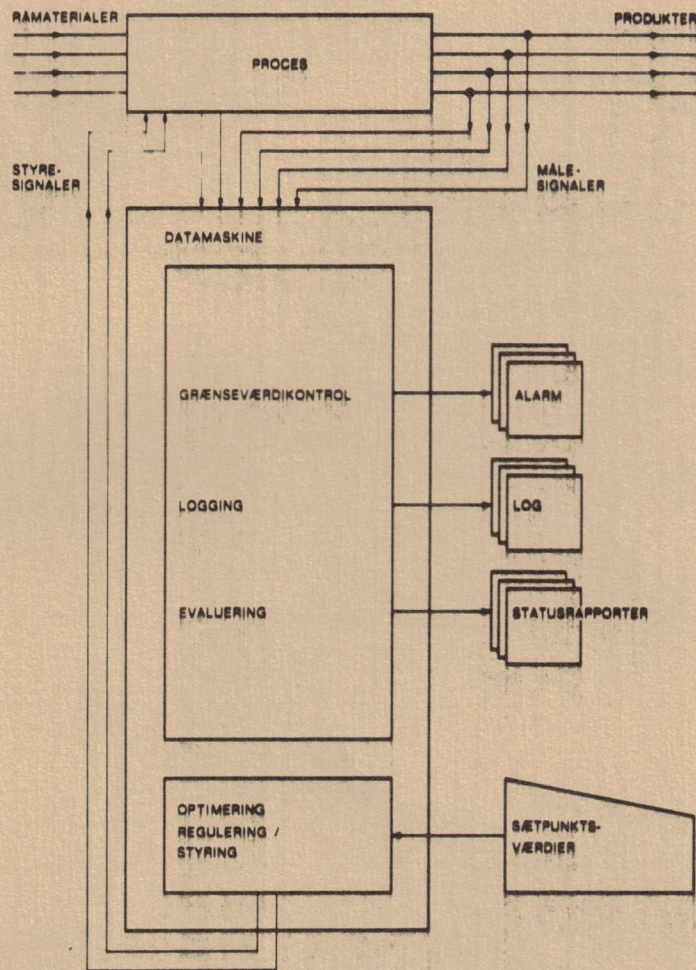 RÅMATERIALER
PRODUKTER
PROCES
STYRE-
SIGNALER
MÅLE-
SIGNALER
DATAMASKINE
GRÆNSEVÆRDIKONTROL
ALARM
LOGGING
LOG
EVALUERING
STATUSRAPPORTER
OPTIMERING
REGULERING /
STYRING
SÆTPUNKTS-
VÆRDIER